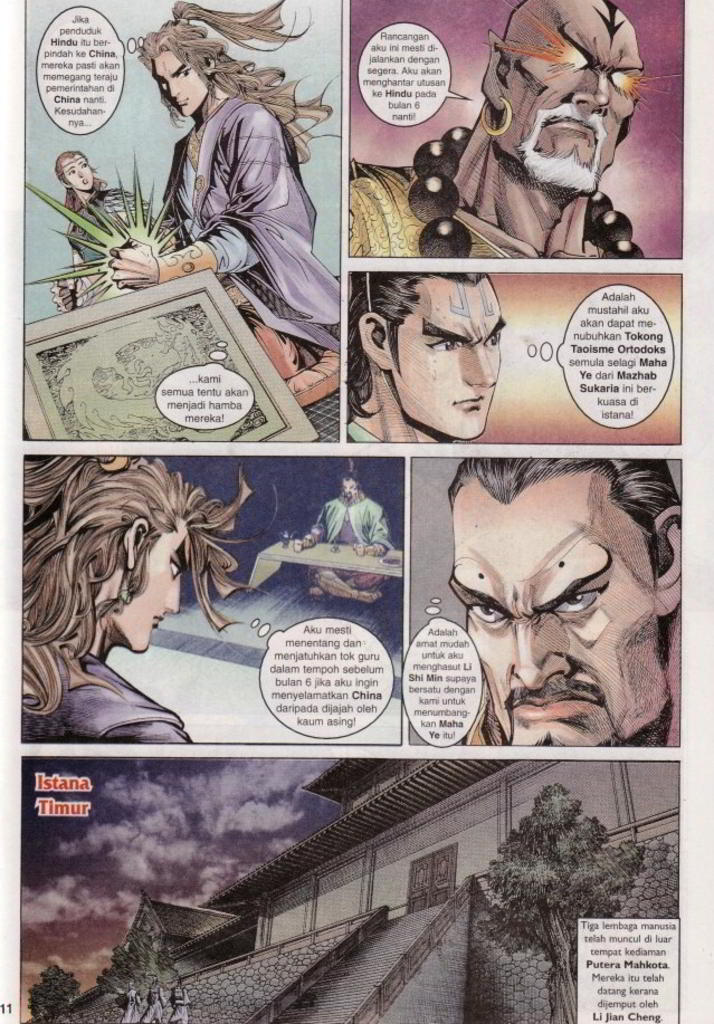 Jika
penduduk
Hindu itu ber-
pindah ke China,
mereka pasti akan
memegang teraju
pemerintahan di
China nanti.
Kesudahan-
nya...
...kami
semua tentu akan
menjadi hamba
mereka!
Rancangan
aku ini mesti di-
jalankan dengan
segera. Aku akan
menghantar utusan
ke Hindu pada
bulan 6
nanti!
Adalah
mustahil aku
akan dapat me-
nubuhkan Tokong
Taoisme Ortodoks
semula selagi Maha
Ye dari Mazhab
Sukaria ini ber-
kuasa di
istana!
Aku mesti
menentang dan
menjatuhkan tok guru
dalam tempoh sebelum
bulan 6 jika aku ingin
menyelamatkan China
daripada dijajah oleh
kaum asing!
Adalah
amat mudah
untuk aku
menghasut Li
Shi Min supaya
bersatu dengan
kami untuk
menumbang-
kan Maha
Ye!
Istana
Timur
Tiga lembaga manusia
telah muncul di luar
tempat kediaman
Putera Mahkota.
Mereka itu telah
datang kerana
dijemput oleh
Li Jian Cheng.
11